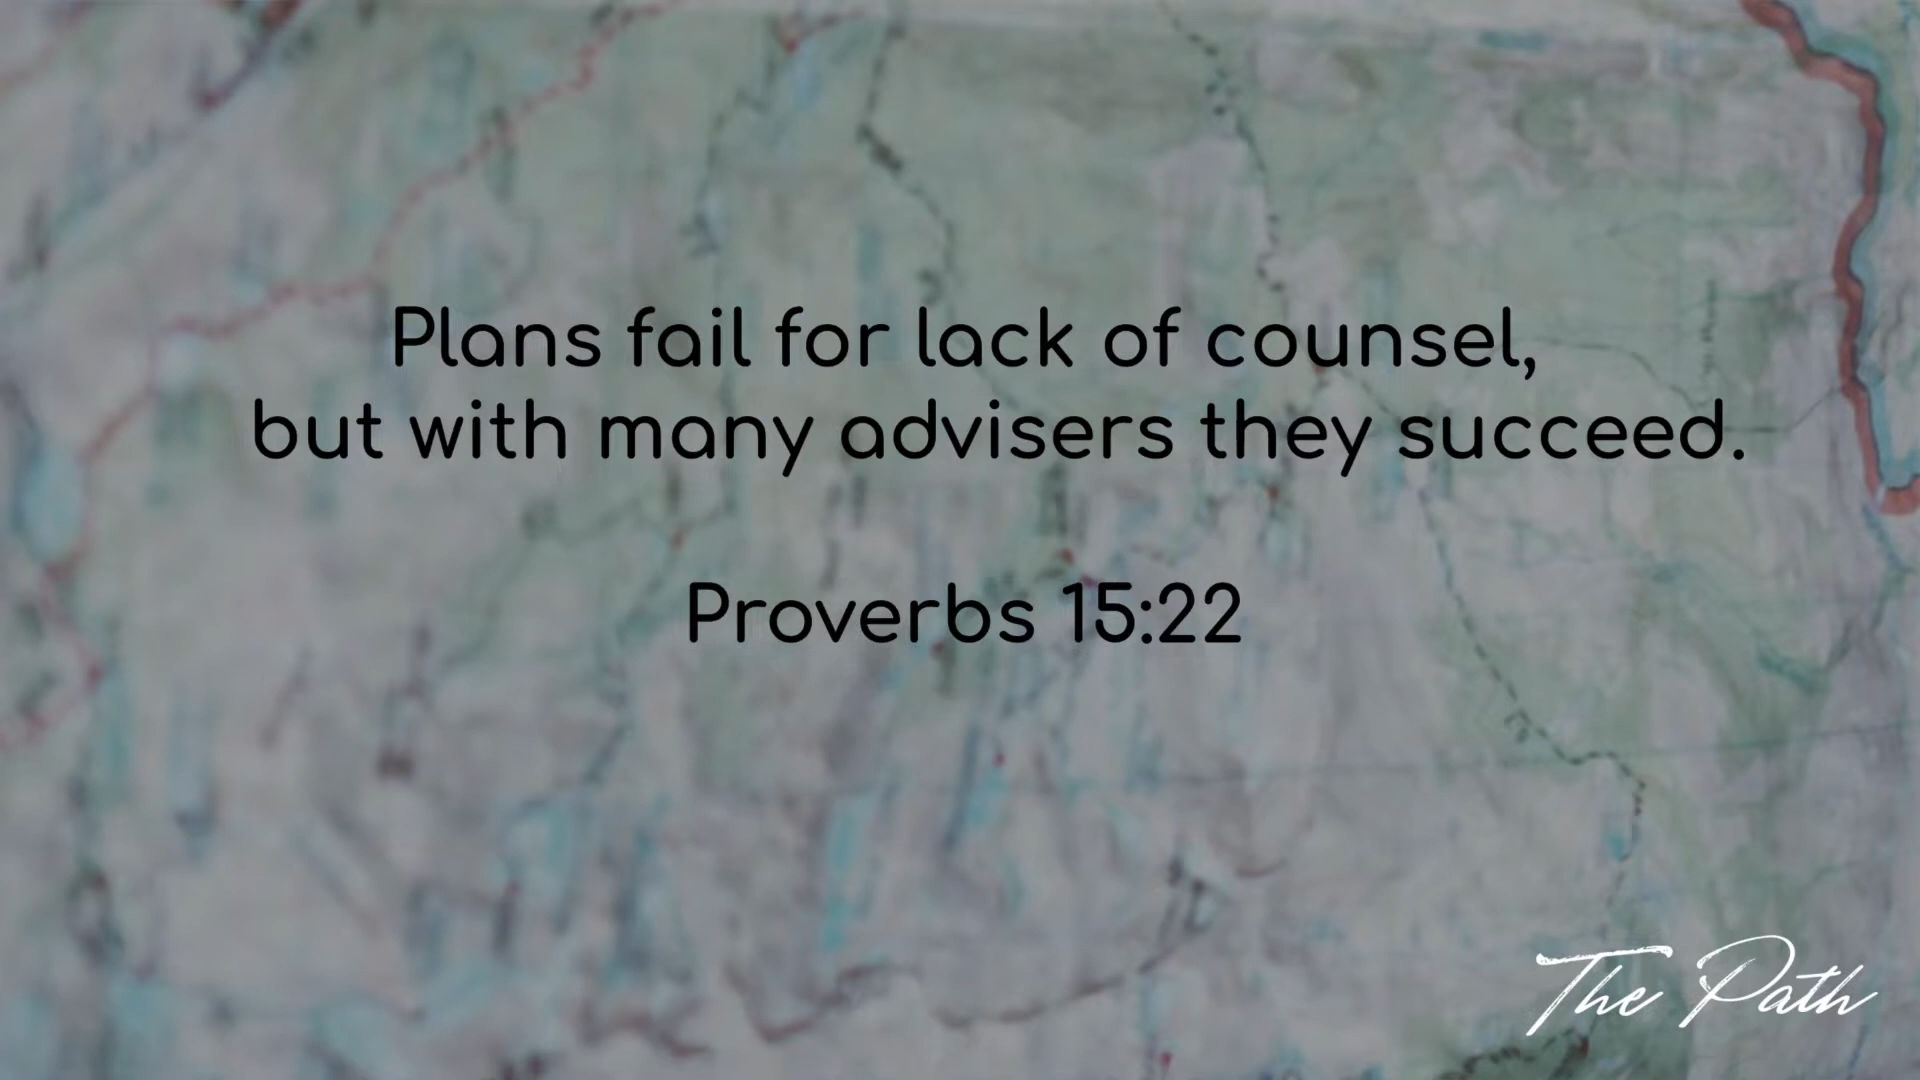 Plans fail for lack of counsel,
but with many advisers they succeed.
Proverbs 15:22
The Path